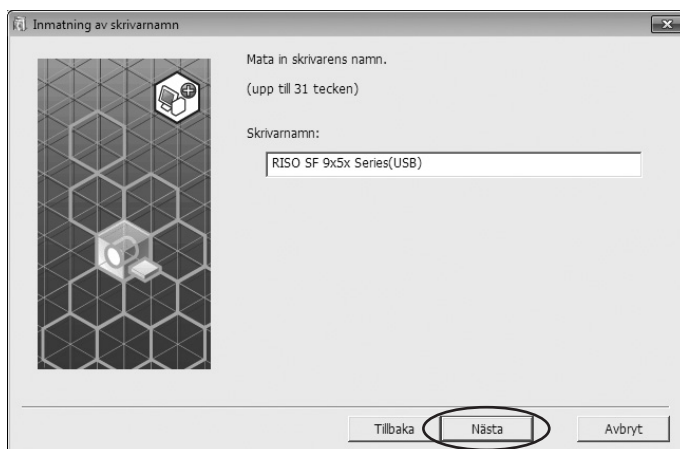 Inmatning av skrivarnamn
Mata in skrivarens namn.
(upp till 31 tecken)
Skrivarnamn:
RISO SF 9x5x Series(USB)
Tillbaka
Nästa
Avbryt